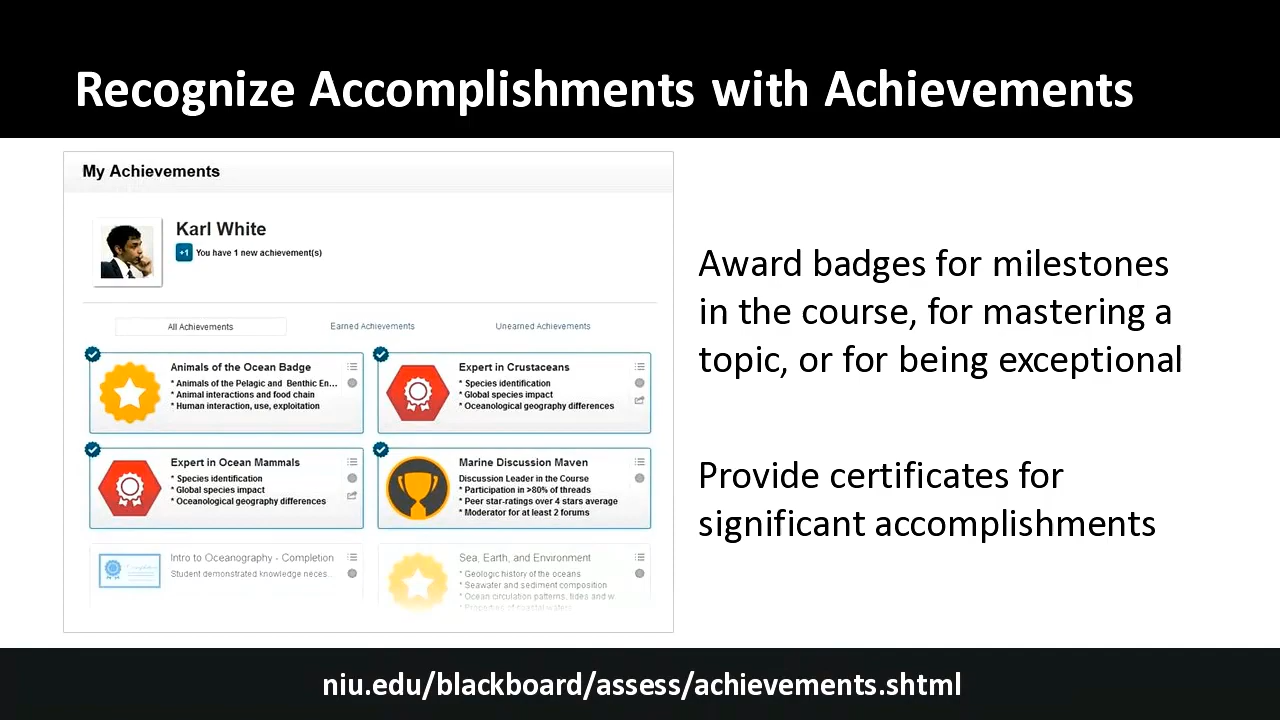 Recognize Accomplishments with Achievements
My Achievements
Karl White
+1 You have 1 new achievement(s)
All Achievements
Earned Achievements
Unearned Achievements
Animals of the Ocean Badge
* Animals of the Pelagic and Benthic En...
* Animal interactions and food chain
* Human interaction, use, exploitation
Expert in Crustaceans
* Species identification
* Global species impact
* Oceanological geography differences
Expert in Ocean Mammals
* Species identification
* Global species impact
* Oceanological geography differences
Marine Discussion Maven
Discussion Leader in the Course
* Participation in >80% of threads
* Peer star-ratings over 4 stars average
* Moderator for at least 2 forums
Intro to Oceanography - Completion
Student demonstrated knowledge neces...
Sea, Earth, and Environment
* Geologic history of the oceans
* Seawater and sediment composition
* Ocean circulation patterns, tides and w
* Properties of coastal waters
Award badges for milestones
in the course, for mastering a
topic, or for being exceptional
Provide certificates for
significant accomplishments
niu.edu/blackboard/assess/achievements.shtml